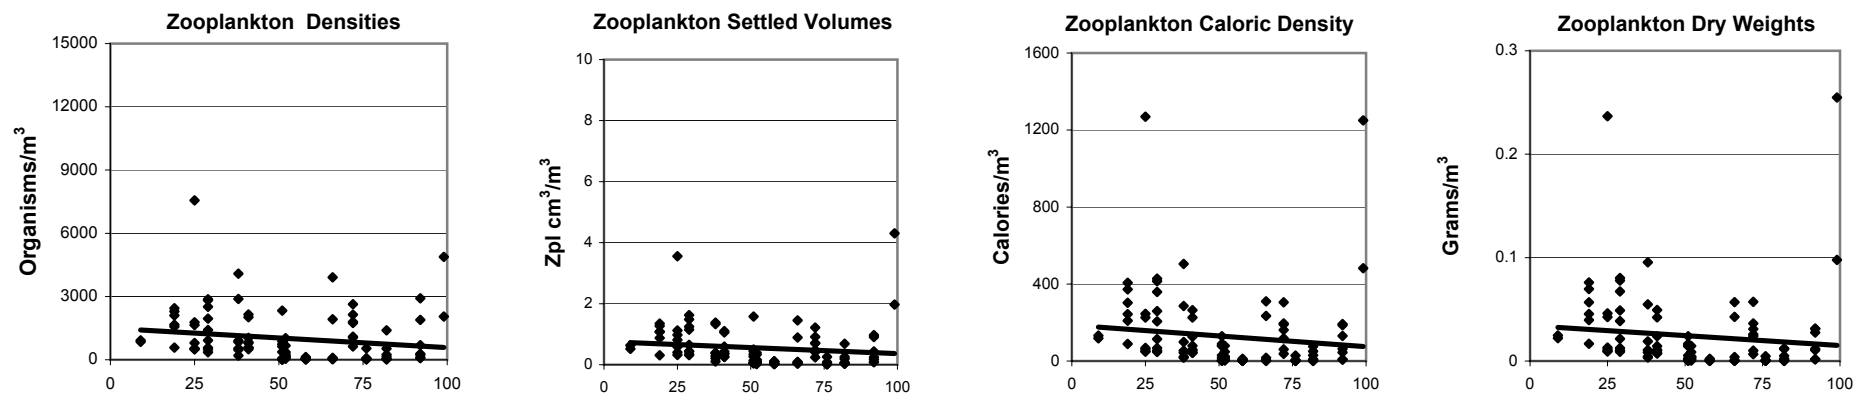 Zooplankton Densities
15000
12000
9000
6000
3000
0
Organisms/m³
0 25 50 75 100
Zooplankton Settled Volumes
10
8
6
4
2
0
Zpl cm³/m³
0 25 50 75 100
Zooplankton Caloric Density
1600
1200
800
400
0
Calories/m³
0 25 50 75 100
Zooplankton Dry Weights
0.3
0.2
0.1
0
Grams/m³
0 25 50 75 100